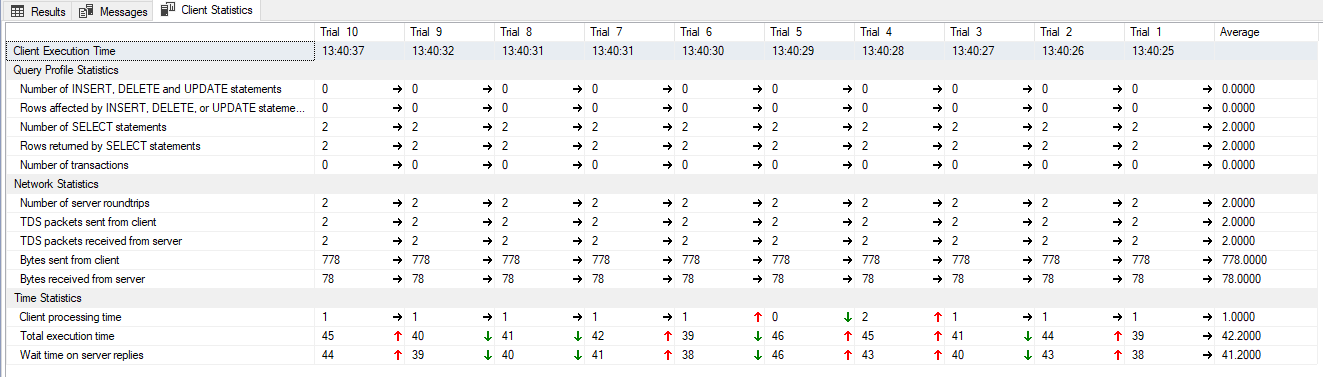 Results Messages Client Statistics
Trial 10 Trial 9 Trial 8 Trial 7 Trial 6 Trial 5 Trial 4 Trial 3 Trial 2 Trial 1 Average
Client Execution Time 13:40:37 13:40:32 13:40:31 13:40:31 13:40:30 13:40:29 13:40:28 13:40:27 13:40:26 13:40:25
Query Profile Statistics
Number of INSERT, DELETE and UPDATE statements 0 → 0 → 0 → 0 → 0 → 0 → 0 → 0 → 0 → 0 → 0.0000
Rows affected by INSERT, DELETE, or UPDATE stateme... 0 → 0 → 0 → 0 → 0 → 0 → 0 → 0 → 0 → 0 → 0.0000
Number of SELECT statements 2 → 2 → 2 → 2 → 2 → 2 → 2 → 2 → 2 → 2 → 2.0000
Rows returned by SELECT statements 2 → 2 → 2 → 2 → 2 → 2 → 2 → 2 → 2 → 2 → 2.0000
Number of transactions 0 → 0 → 0 → 0 → 0 → 0 → 0 → 0 → 0 → 0 → 0.0000
Network Statistics
Number of server roundtrips 2 → 2 → 2 → 2 → 2 → 2 → 2 → 2 → 2 → 2 → 2.0000
TDS packets sent from client 2 → 2 → 2 → 2 → 2 → 2 → 2 → 2 → 2 → 2 → 2.0000
TDS packets received from server 2 → 2 → 2 → 2 → 2 → 2 → 2 → 2 → 2 → 2 → 2.0000
Bytes sent from client 778 → 778 → 778 → 778 → 778 → 778 → 778 → 778 → 778 → 778 → 778.0000
Bytes received from server 78 → 78 → 78 → 78 → 78 → 78 → 78 → 78 → 78 → 78 → 78.0000
Time Statistics
Client processing time 1 → 1 → 1 → 1 → 1 ↑ 0 ↓ 2 ↑ 1 → 1 → 1 → 1.0000
Total execution time 45 ↑ 40 ↓ 41 ↓ 42 ↑ 39 ↓ 46 ↑ 45 ↑ 41 ↓ 44 ↑ 39 → 42.2000
Wait time on server replies 44 ↑ 39 ↓ 40 ↓ 41 ↑ 38 ↓ 46 ↑ 43 ↑ 40 ↓ 43 ↑ 38 → 41.2000